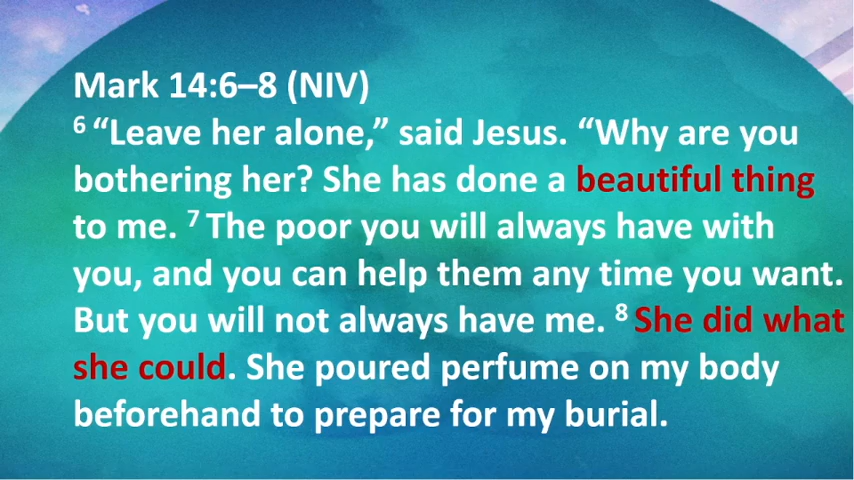 Mark 14:6–8 (NIV)
6 “Leave her alone,” said Jesus. “Why are you
bothering her? She has done a beautiful thing
to me. 7 The poor you will always have with
you, and you can help them any time you want.
But you will not always have me. 8 She did what
she could. She poured perfume on my body
beforehand to prepare for my burial.